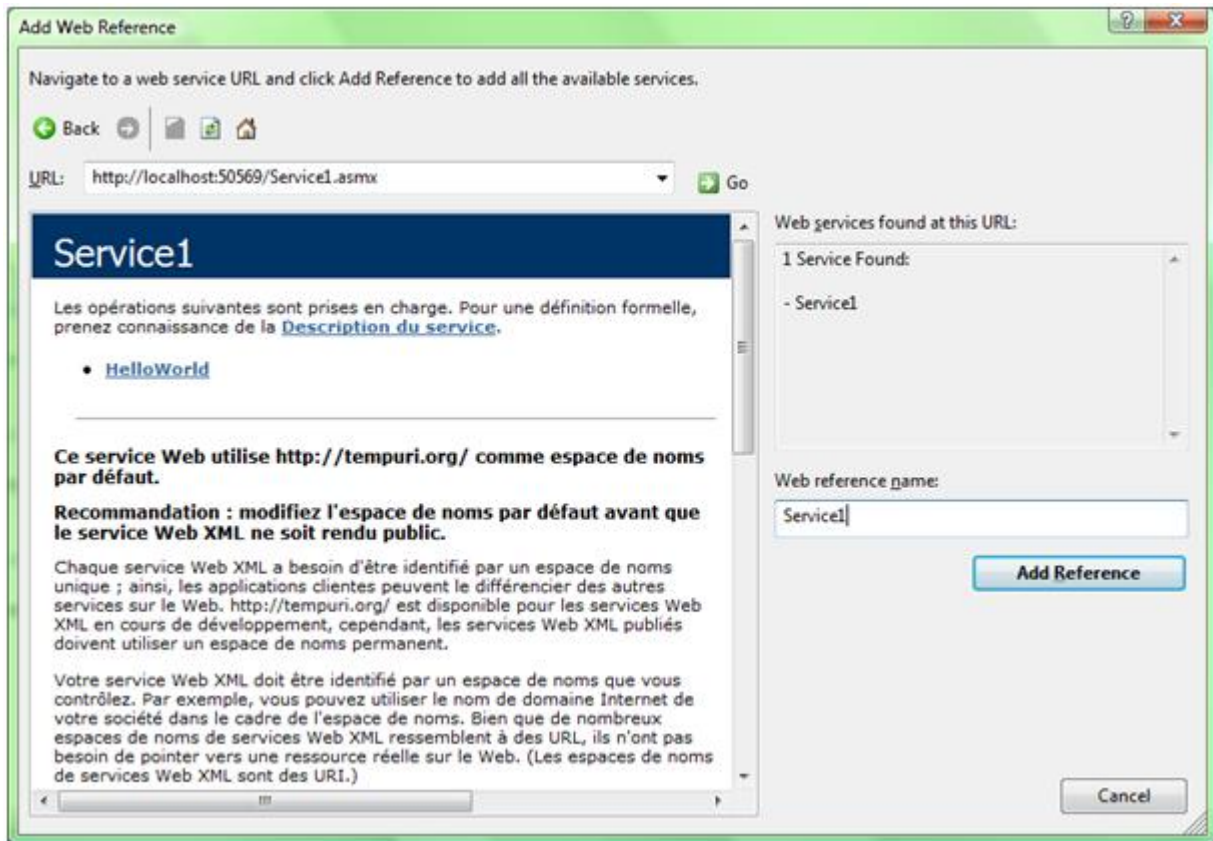 Add Web Reference
Navigate to a web service URL and click Add Reference to add all the available services.
Back
URL:
http://localhost:50569/Service1.asmx
Go
Service1
Les opérations suivantes sont prises en charge. Pour une définition formelle,
prenez connaissance de la Description du service.
• HelloWorld
Ce service Web utilise http://tempuri.org/ comme espace de noms
par défaut.
Recommandation : modifiez l'espace de noms par défaut avant que
le service Web XML ne soit rendu public.
Chaque service Web XML a besoin d'être identifié par un espace de noms
unique ; ainsi, les applications clientes peuvent le différencier des autres
services sur le Web. http://tempuri.org/ est disponible pour les services Web
XML en cours de développement, cependant, les services Web XML publiés
doivent utiliser un espace de noms permanent.
Votre service Web XML doit être identifié par un espace de noms que vous
contrôlez. Par exemple, vous pouvez utiliser le nom de domaine Internet de
votre société dans le cadre de l'espace de noms. Bien que de nombreux
espaces de noms de services Web XML ressemblent à des URL, ils n'ont pas
besoin de pointer vers une ressource réelle sur le Web. (Les espaces de noms
de services Web XML sont des URI.)
Web services found at this URL:
1 Service Found:
- Service1
Web reference name:
Service1
Add Reference
Cancel